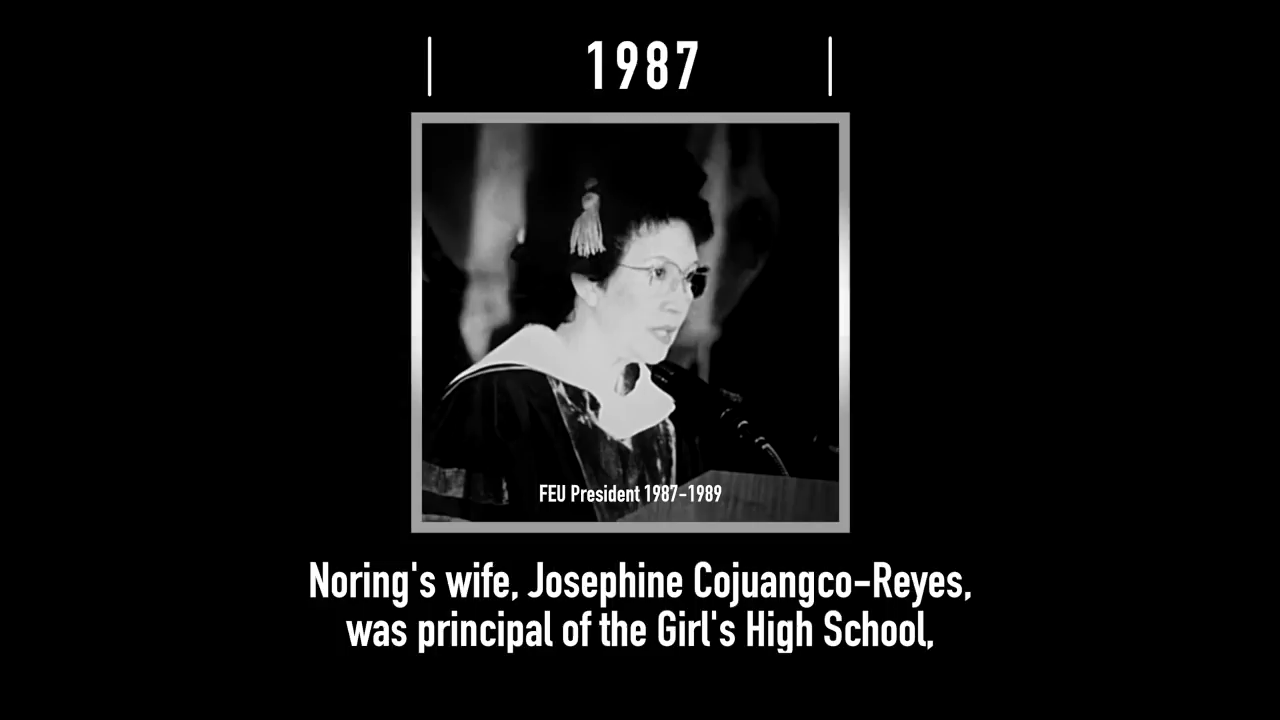 1987
FEU President 1987-1989
Noring's wife, Josephine Cojuangco-Reyes,
was principal of the Girl's High School,